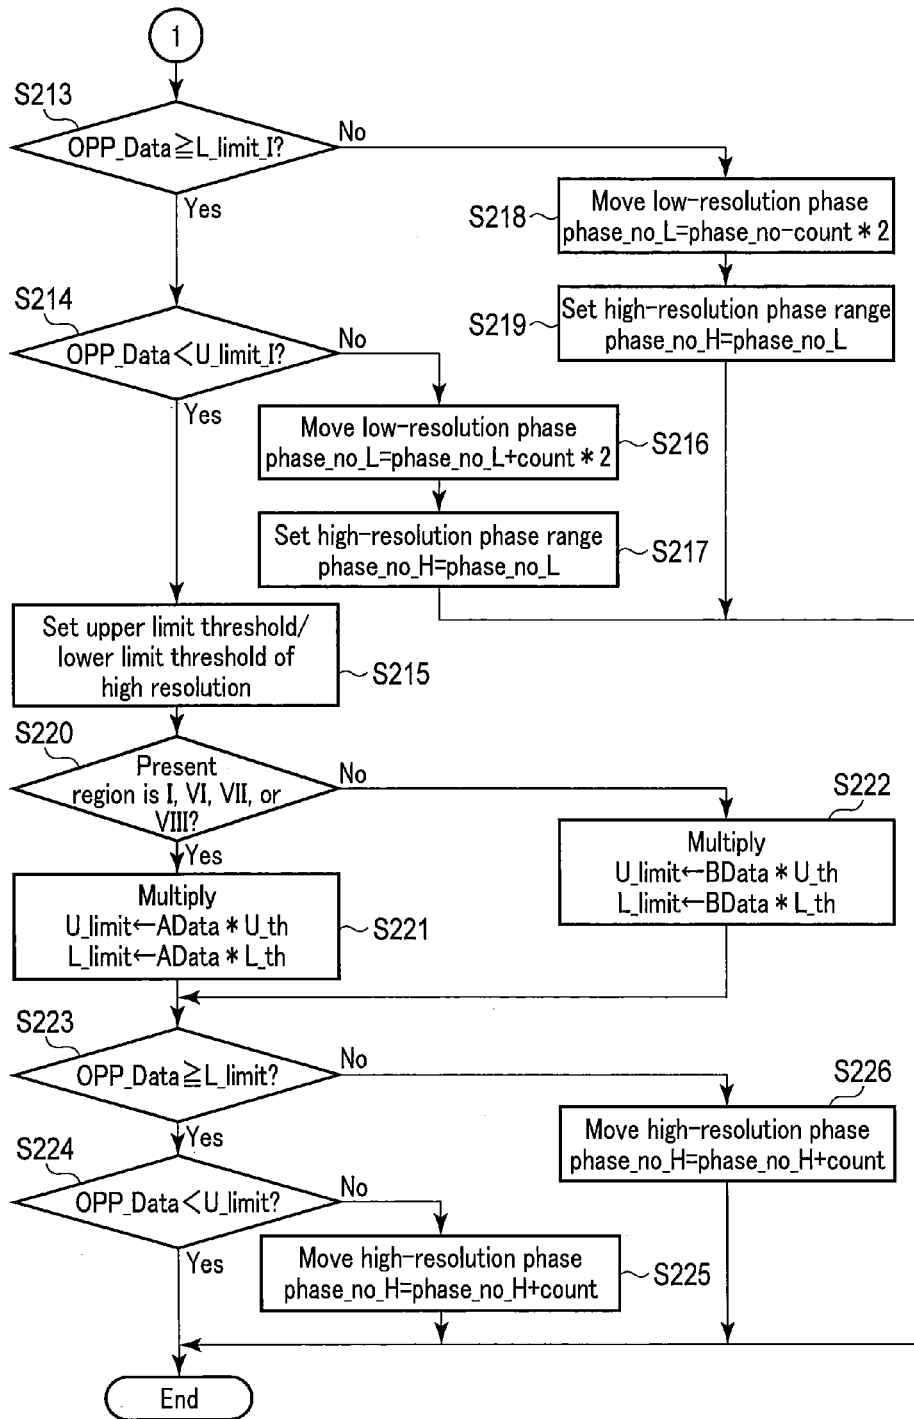 1
S213
OPP_Data≧L_limit_I?
No
Yes
S218
Move low-resolution phase
phase_no_L=phase_no-count*2
S214
OPP_Data<U_limit_I?
No
Yes
S219
Set high-resolution phase range
phase_no_H=phase_no_L
Move low-resolution phase
phase_no_L=phase_no_L+count*2
S216
Set high-resolution phase range
phase_no_H=phase_no_L
S217
Set upper limit threshold/
lower limit threshold of
high resolution
S215
S220
Present
region is I, VI, VII, or
VIII?
No
Yes
S222
Multiply
U_limit←BData*U_th
L_limit←BData*L_th
Multiply
U_limit←AData*U_th
L_limit←AData*L_th
S221
S223
OPP_Data≧L_limit?
No
Yes
S226
Move high-resolution phase
phase_no_H=phase_no_H+count
S224
OPP_Data<U_limit?
No
Yes
Move high-resolution phase
phase_no_H=phase_no_H+count
S225
End